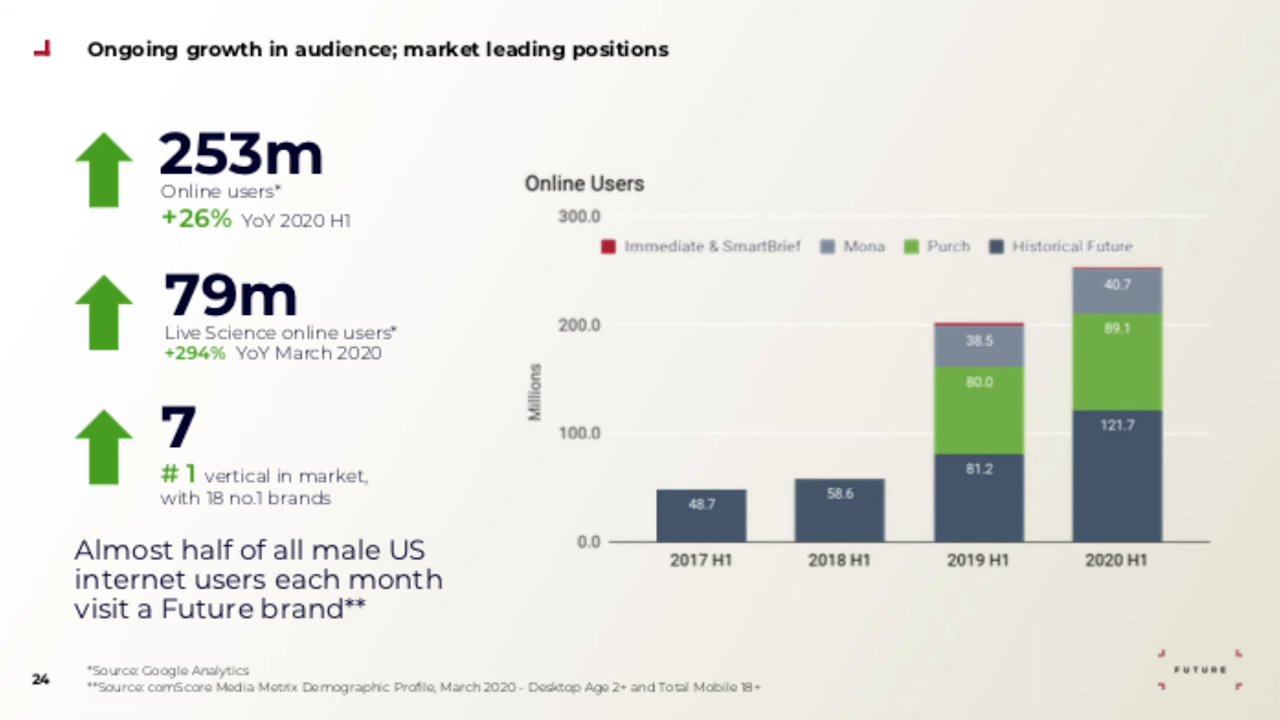 Ongoing growth in audience; market leading positions
253m
Online users*
+26% YoY 2020 H1
79m
Live Science online users*
+294% YoY March 2020
7
# 1 vertical in market,
with 18 no.1 brands
Almost half of all male US
internet users each month
visit a Future brand**
Online Users
300.0
Immediate & SmartBrief Mona Purch Historical Future
200.0
100.0
0.0
Millions
48.7
58.6
38.5
80.0
81.2
40.7
89.1
121.7
2017 H1 2018 H1 2019 H1 2020 H1
24
*Source: Google Analytics
**Source: comScore Media Metrix Demographic Profile, March 2020 - Desktop Age 2+ and Total Mobile 18+
FUTURE